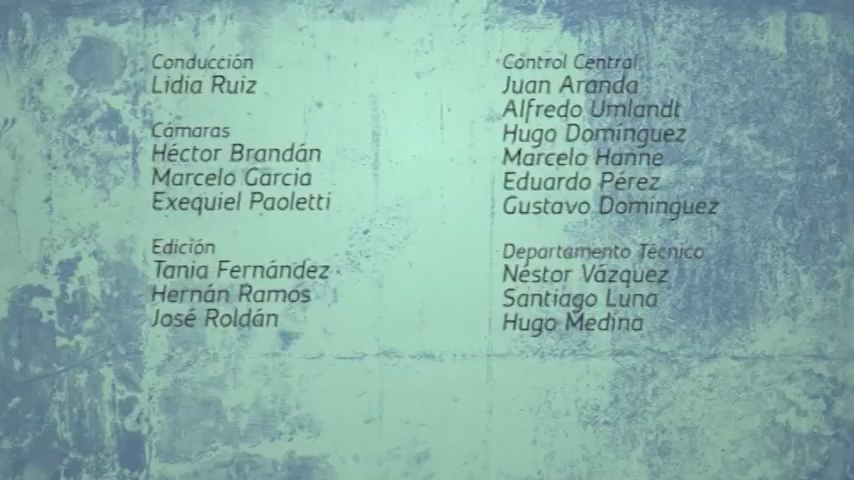 Conducción
Lidia Ruiz
Cámaras
Héctor Brandán
Marcelo Garcia
Exequiel Paoletti
Edición
Tania Fernández
Hernán Ramos
José Roldán
Control Central
Juan Aranda
Alfredo Umlandt
Hugo Domínguez
Marcelo Hanne
Eduardo Pérez
Gustavo Domínguez
Departamento Técnico
Néstor Vázquez
Santiago Luna
Hugo Medina